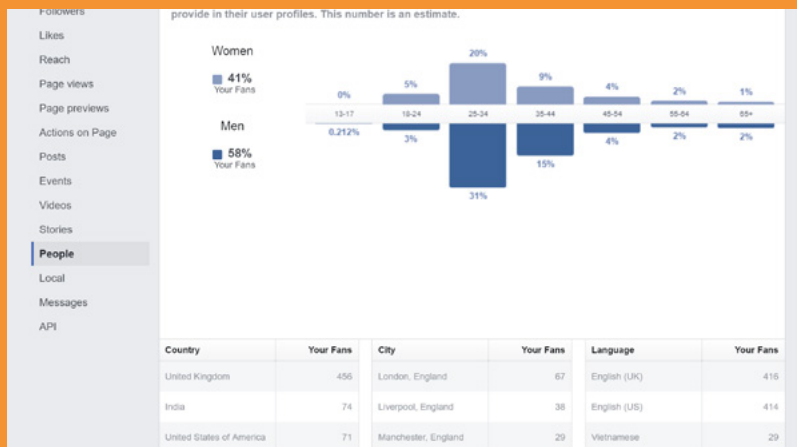 Followers
provide in their user profiles. This number is an estimate.
Likes
Reach
Page views
Page previews
Actions on Page
Posts
Events
Videos
Stories
People
Local
Messages
API
Women
41%
Your Fans
Men
58%
Your Fans
0% 5% 20% 9% 4% 2% 1%
13-17 18-24 25-34 35-44 45-54 55-64 65+
0.212% 3% 31% 15% 4% 2% 2%
Country Your Fans City Your Fans Language Your Fans
United Kingdom 456 London, England 67 English (UK) 416
India 74 Liverpool, England 38 English (US) 414
United States of America 71 Manchester, England 29 Vietnamese 29